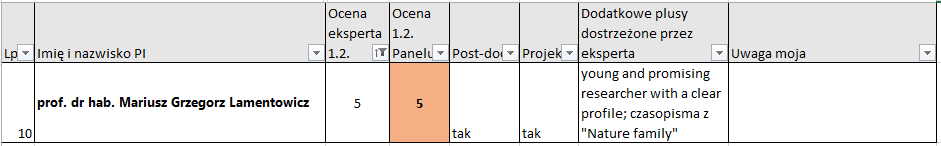 Lp
Imię i nazwisko PI
Ocena
eksperta
1.2.
Ocena
1.2.
Panelu
Post-doc
Projek
Dodatkowe plusy
dostrzeżone przez
eksperta
Uwaga moja
10
prof. dr hab. Mariusz Grzegorz Lamentowicz
5
5
tak
tak
young and promising
researcher with a clear
profile; czasopisma z
"Nature family"